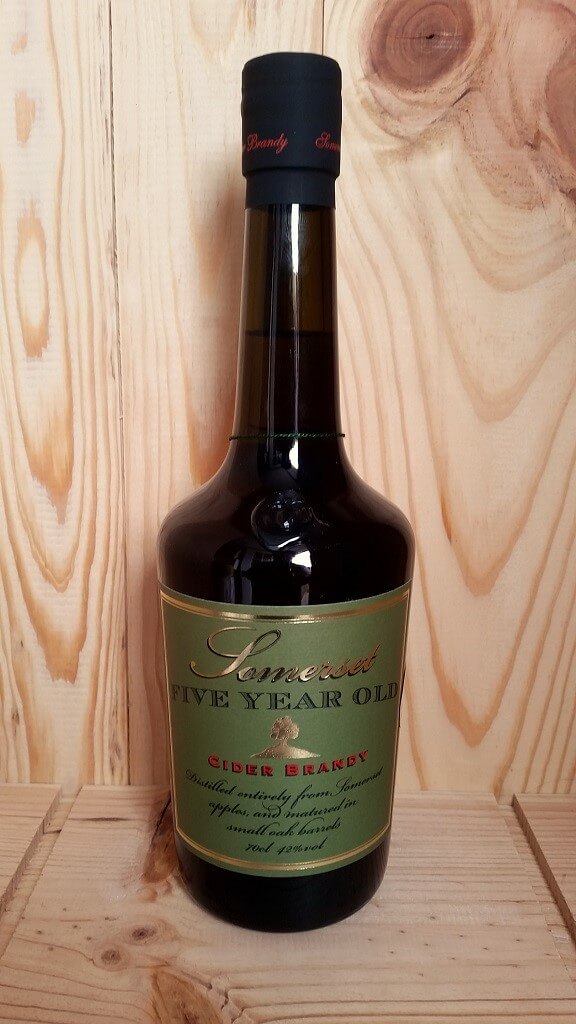 Brandy
Somerset
FIVE YEAR OLD
CIDER BRANDY
Distilled entirely from Somerset
apples, and matured in
small oak barrels
70cl 42%vol